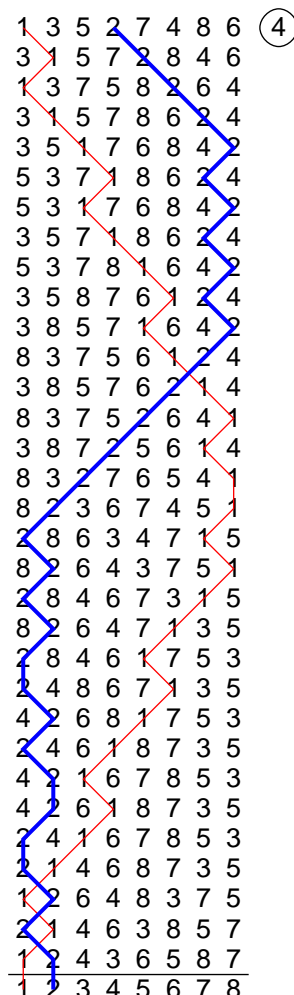 1 3 5 2 7 4 8 6 4
3 1 5 7 2 8 4 6
1 3 7 5 8 2 6 4
3 1 5 7 8 6 2 4
3 5 1 7 6 8 4 2
5 3 7 1 8 6 2 4
5 3 1 7 6 8 4 2
3 5 7 1 8 6 2 4
5 3 7 8 1 6 4 2
3 5 8 7 6 1 2 4
3 8 5 7 1 6 4 2
8 3 7 5 6 1 2 4
3 8 5 7 6 2 1 4
8 3 7 5 2 6 4 1
3 8 7 2 5 6 1 4
8 3 2 7 6 5 4 1
8 2 3 6 7 4 5 1
2 8 6 3 4 7 1 5
8 2 6 4 3 7 5 1
2 8 4 6 7 3 1 5
8 2 6 4 7 1 3 5
2 8 4 6 1 7 5 3
2 4 8 6 7 1 3 5
4 2 6 8 1 7 5 3
2 4 6 1 8 7 3 5
4 2 1 6 7 8 5 3
4 2 6 1 8 7 3 5
2 4 1 6 7 8 5 3
2 1 4 6 8 7 3 5
1 2 6 4 8 3 7 5
2 1 4 6 3 8 5 7
1 2 4 3 6 5 8 7
1 2 3 4 5 6 7 8